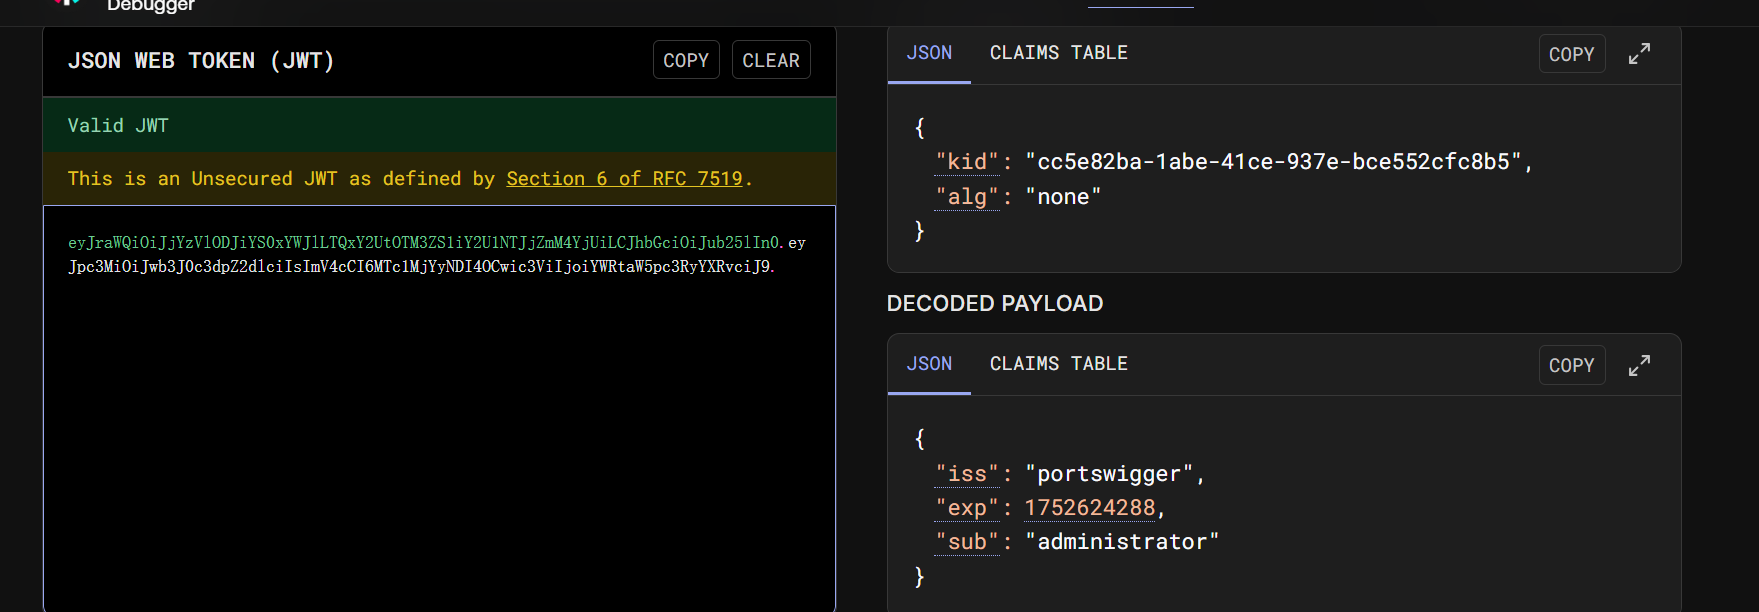 Debugger
JSON WEB TOKEN (JWT)
COPY
CLEAR
Valid JWT
This is an Unsecured JWT as defined by Section 6 of RFC 7519.
eyJraWQiOiJjYzVlODJiYS0xYWJlLTQxY2UtOTM3ZS1iY2U1NTJjZmM4YjUiLCJhbGciOiJub25lIn0.ey
Jpc3MiOiJwb3J0c3dpZ2dlciIsImV4cCI6MTc1MjYyNDI4OCwic3ViIjoiYWRtaW5pc3RyYXRvciJ9.
JSON
CLAIMS TABLE
COPY
{
"kid": "cc5e82ba-1abe-41ce-937e-bce552cfc8b5",
"alg": "none"
}
DECODED PAYLOAD
JSON
CLAIMS TABLE
COPY
{
"iss": "portswigger",
"exp": 1752624288,
"sub": "administrator"
}